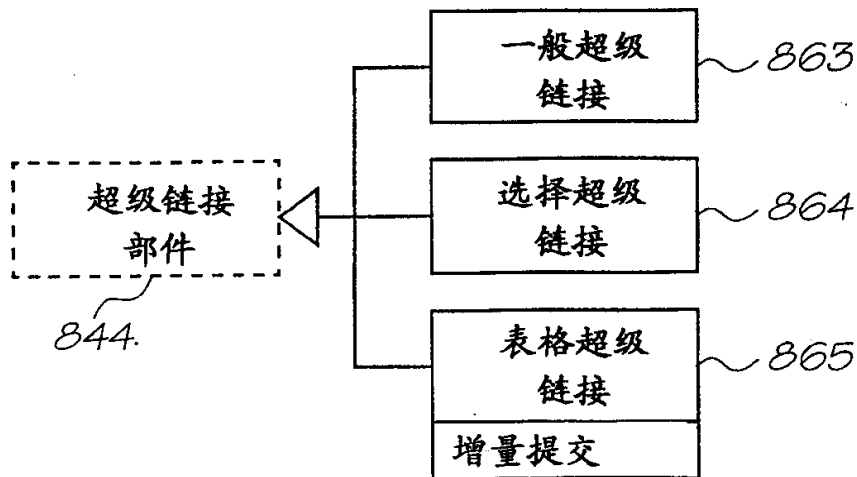 一般超级
链接
863
超级链接
部件
844.
选择超级
链接
864
表格超级
链接
865
增量提交